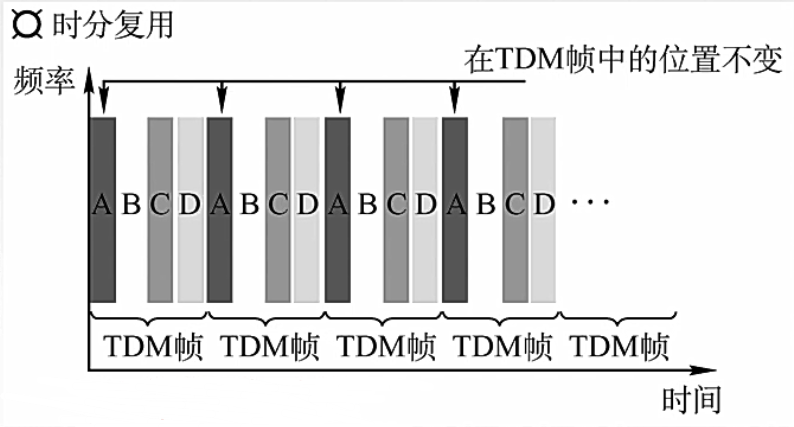 时分复用
在TDM帧中的位置不变
频率
A B C D A B C D A B C D A B C D ···
TDM帧 TDM帧 TDM帧 TDM帧 TDM帧
时间